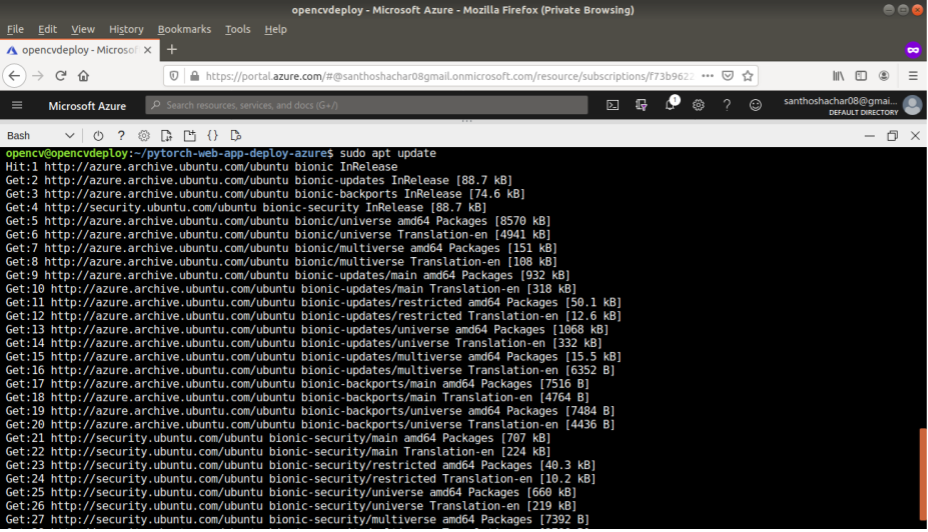 opencvdeploy - Microsoft Azure - Mozilla Firefox (Private Browsing)
File Edit View History Bookmarks Tools Help
opencvdeploy - Microsof
https://portal.azure.com/#@santhoshachar08gmail.onmicrosoft.com/resource/subscriptions/f73b9622
Microsoft Azure
Search resources, services, and docs (G+/)
1
santhoshachar08@gmai...
DEFAULT DIRECTORY
Bash
opencv@opencvdeploy:~/pytorch-web-app-deploy-azure$ sudo apt update
Hit:1 http://azure.archive.ubuntu.com/ubuntu bionic InRelease
Get:2 http://azure.archive.ubuntu.com/ubuntu bionic-updates InRelease [88.7 kB]
Get:3 http://azure.archive.ubuntu.com/ubuntu bionic-backports InRelease [74.6 kB]
Get:4 http://security.ubuntu.com/ubuntu bionic-security InRelease [88.7 kB]
Get:5 http://azure.archive.ubuntu.com/ubuntu bionic/universe amd64 Packages [8570 kB]
Get:6 http://azure.archive.ubuntu.com/ubuntu bionic/universe Translation-en [4941 kB]
Get:7 http://azure.archive.ubuntu.com/ubuntu bionic/multiverse amd64 Packages [151 kB]
Get:8 http://azure.archive.ubuntu.com/ubuntu bionic/multiverse Translation-en [108 kB]
Get:9 http://azure.archive.ubuntu.com/ubuntu bionic-updates/main amd64 Packages [932 kB]
Get:10 http://azure.archive.ubuntu.com/ubuntu bionic-updates/main Translation-en [318 kB]
Get:11 http://azure.archive.ubuntu.com/ubuntu bionic-updates/restricted amd64 Packages [50.1 kB]
Get:12 http://azure.archive.ubuntu.com/ubuntu bionic-updates/restricted Translation-en [12.6 kB]
Get:13 http://azure.archive.ubuntu.com/ubuntu bionic-updates/universe amd64 Packages [1068 kB]
Get:14 http://azure.archive.ubuntu.com/ubuntu bionic-updates/universe Translation-en [332 kB]
Get:15 http://azure.archive.ubuntu.com/ubuntu bionic-updates/multiverse amd64 Packages [15.5 kB]
Get:16 http://azure.archive.ubuntu.com/ubuntu bionic-updates/multiverse Translation-en [6352 B]
Get:17 http://azure.archive.ubuntu.com/ubuntu bionic-backports/main amd64 Packages [7516 B]
Get:18 http://azure.archive.ubuntu.com/ubuntu bionic-backports/main Translation-en [4764 B]
Get:19 http://azure.archive.ubuntu.com/ubuntu bionic-backports/universe amd64 Packages [7484 B]
Get:20 http://azure.archive.ubuntu.com/ubuntu bionic-backports/universe Translation-en [4436 B]
Get:21 http://security.ubuntu.com/ubuntu bionic-security/main amd64 Packages [707 kB]
Get:22 http://security.ubuntu.com/ubuntu bionic-security/main Translation-en [224 kB]
Get:23 http://security.ubuntu.com/ubuntu bionic-security/restricted amd64 Packages [40.3 kB]
Get:24 http://security.ubuntu.com/ubuntu bionic-security/restricted Translation-en [10.2 kB]
Get:25 http://security.ubuntu.com/ubuntu bionic-security/universe amd64 Packages [660 kB]
Get:26 http://security.ubuntu.com/ubuntu bionic-security/universe Translation-en [219 kB]
Get:27 http://security.ubuntu.com/ubuntu bionic-security/multiverse amd64 Packages [7392 B]